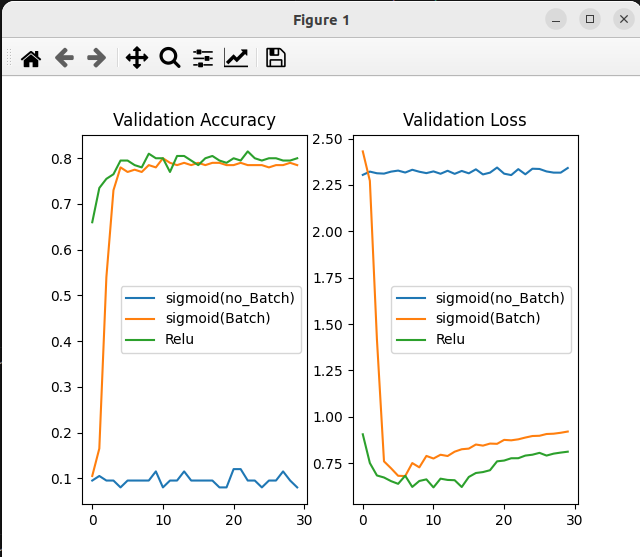 Figure 1
Validation Accuracy
0.8
0.7
0.6
0.5
0.4
0.3
0.2
0.1
0
10
20
30
sigmoid(no_Batch)
sigmoid(Batch)
Relu
Validation Loss
2.50
2.25
2.00
1.75
1.50
1.25
1.00
0.75
0
10
20
30
sigmoid(no_Batch)
sigmoid(Batch)
Relu